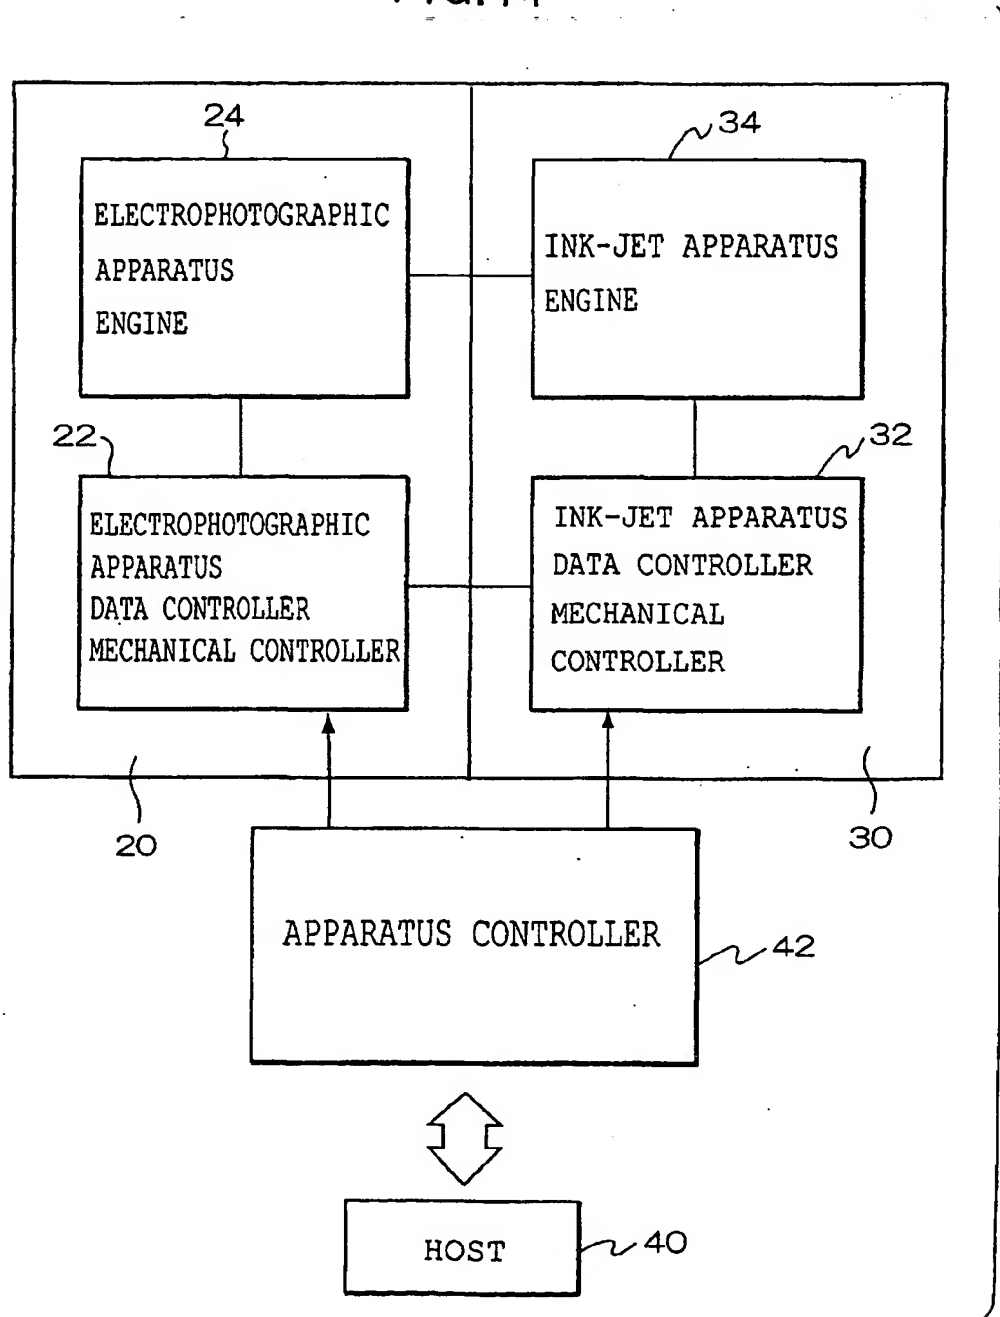 24
34
ELECTROPHOTOGRAPHIC
APPARATUS
ENGINE
INK-JET APPARATUS
ENGINE
22
32
ELECTROPHOTOGRAPHIC
APPARATUS
DATA CONTROLLER
MECHANICAL CONTROLLER
INK-JET APPARATUS
DATA CONTROLLER
MECHANICAL
CONTROLLER
20
30
APPARATUS CONTROLLER
42
HOST
40